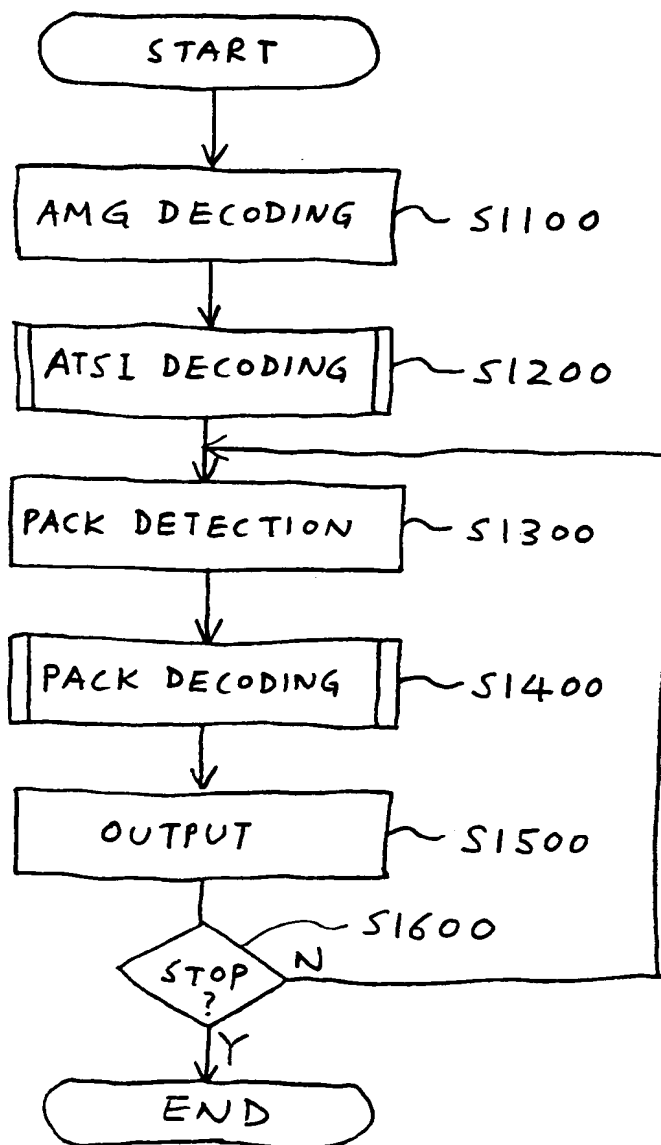 START
AMG DECODING S1100
ATSI DECODING S1200
PACK DETECTION S1300
PACK DECODING S1400
OUTPUT S1500
S1600
STOP N
?
Y
END